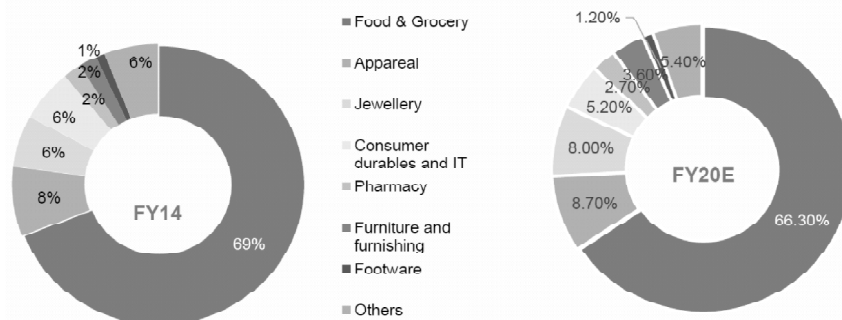 1%
2%
6%
2%
6%
6%
8%
FY14
69%
Food & Grocery
Appareal
Jewellery
Consumer
durables and IT
Pharmacy
Furniture and
furnishing
Footware
Others
1.20%
5.40%
3.60%
2.70%
5.20%
8.00%
8.70%
FY20E
66.30%